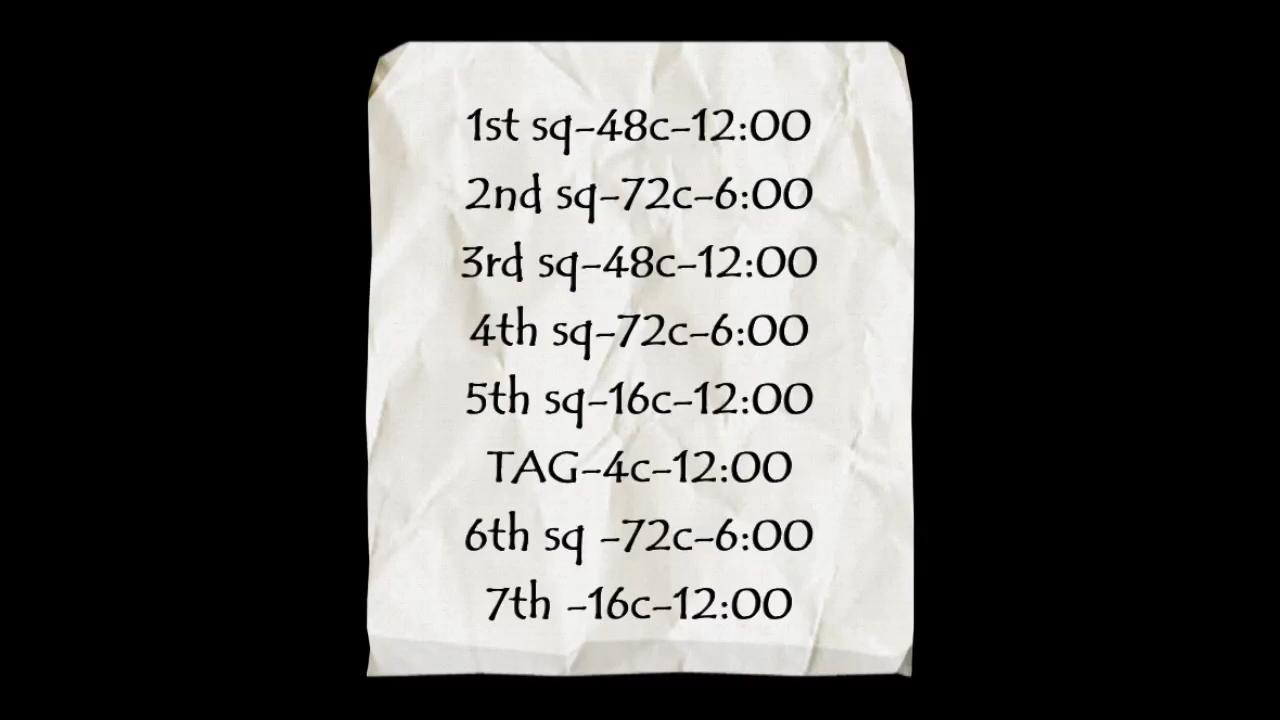 1st sq-48c-12:00
2nd sq-72c-6:00
3rd sq-48c-12:00
4th sq-72c-6:00
5th sq-16c-12:00
TAG-4c-12:00
6th sq -72c-6:00
7th -16c-12:00